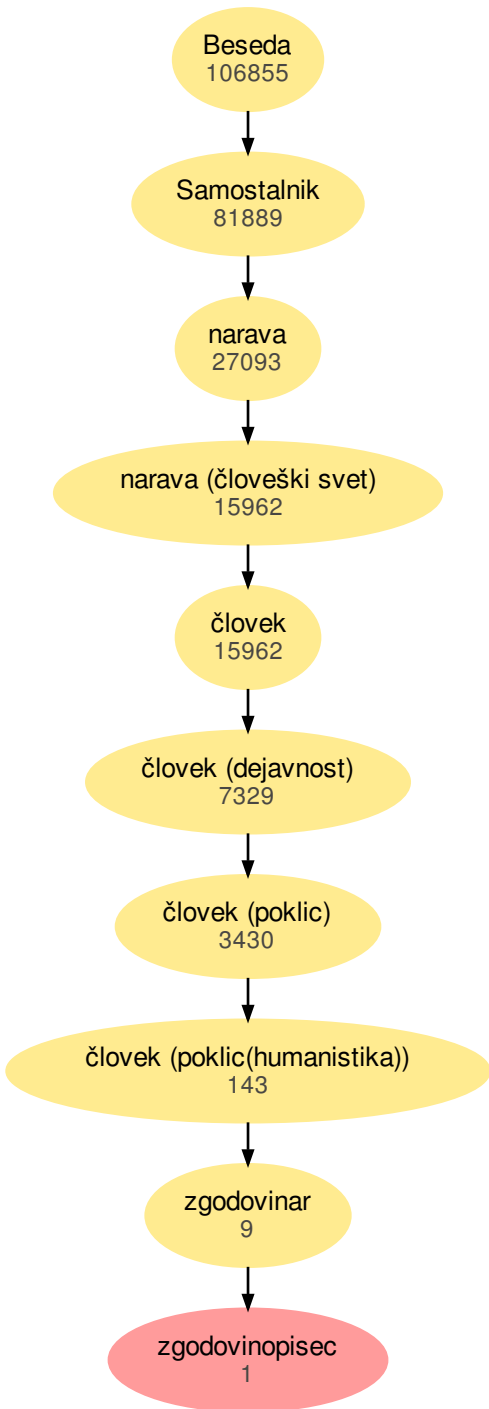 Beseda
106855
Samostalnik
81889
narava
27093
narava (človeški svet)
15962
človek
15962
človek (dejavnost)
7329
človek (poklic)
3430
človek (poklic(humanistika))
143
zgodovinar
9
zgodovinopisec
1